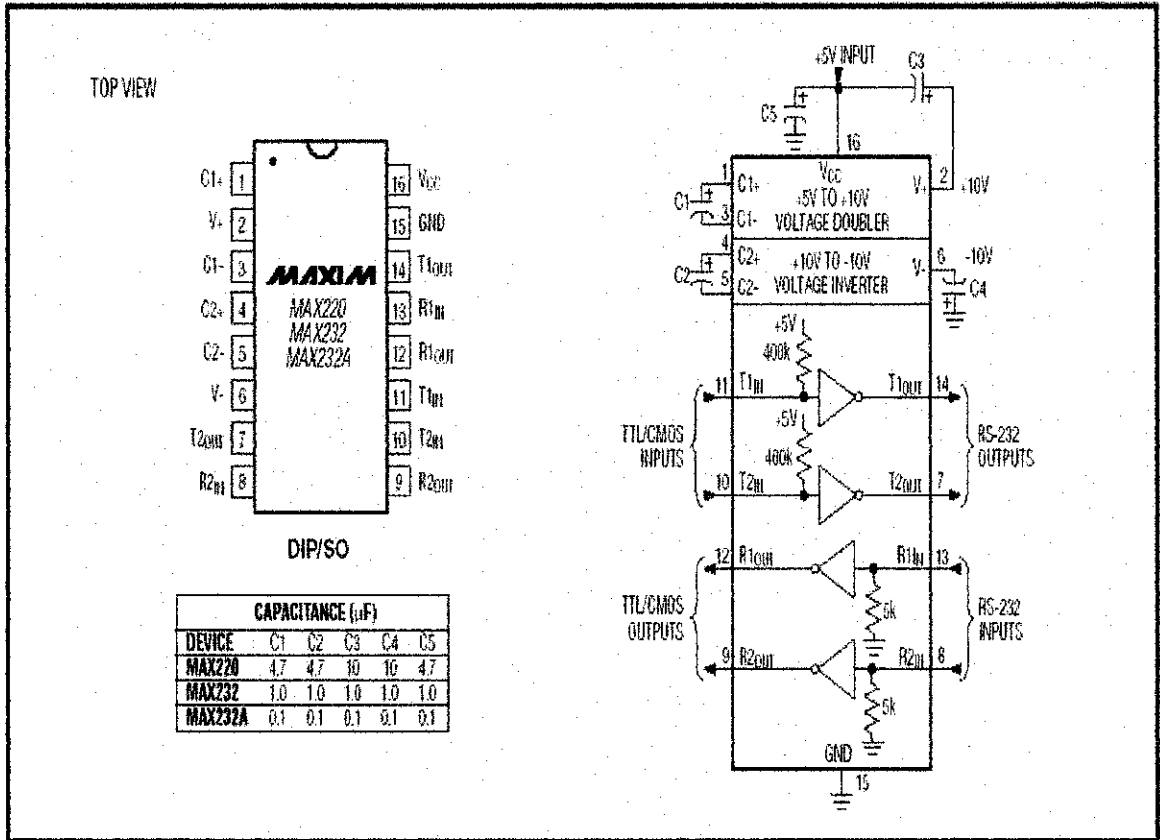 TOP VIEW
C1+ 1
V+ 2
C1- 3
C2+ 4
C2- 5
V- 6
T2OUT 7
R2IN 8
16 VCC
15 GND
14 T1OUT
13 R1IN
12 R1OUT
11 T1IN
10 T2IN
9 R2OUT
MAXIM
MAX220
MAX232
MAX232A
DIP/SO
CAPACITANCE (µF)
DEVICE C1 C2 C3 C4 C5
MAX220 4.7 4.7 10 10 4.7
MAX232 1.0 1.0 1.0 1.0 1.0
MAX232A 0.1 0.1 0.1 0.1 0.1
+5V INPUT
C3
C5
+
+
16
VCC
1 C1+
+5V TO +10V
V+ 2
+10V
C1
+
3 C1-
VOLTAGE DOUBLER
4 C2+
+10V TO -10V
V- 6
-10V
C2
+
5 C2-
VOLTAGE INVERTER
C4
+
+5V
400k
11 T1IN
T1OUT 14
+5V
TTL/CMOS
INPUTS
RS-232
OUTPUTS
400k
10 T2IN
T2OUT 7
12 R1OUT
R1IN 13
TTL/CMOS
OUTPUTS
5k
RS-232
INPUTS
9 R2OUT
R2IN 8
5k
GND
15